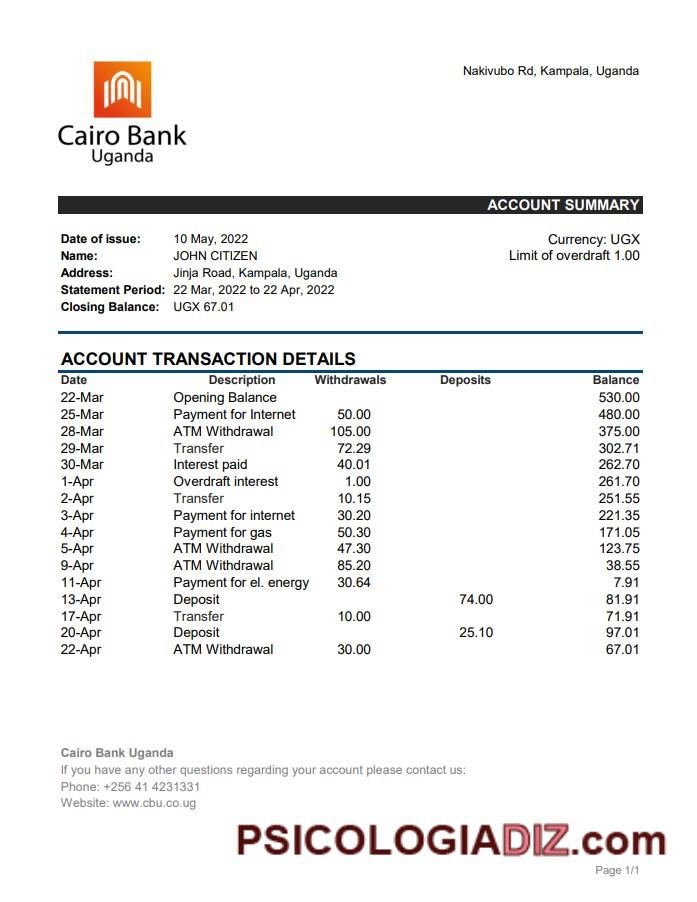 Nakivubo Rd, Kampala, Uganda
Cairo Bank
Uganda
ACCOUNT SUMMARY
Date of issue: 10 May, 2022 Currency: UGX
Name: JOHN CITIZEN Limit of overdraft 1.00
Address: Jinja Road, Kampala, Uganda
Statement Period: 22 Mar, 2022 to 22 Apr, 2022
Closing Balance: UGX 67.01
ACCOUNT TRANSACTION DETAILS
Date Description Withdrawals Deposits Balance
22-Mar Opening Balance 530.00
25-Mar Payment for Internet 50.00 480.00
28-Mar ATM Withdrawal 105.00 375.00
29-Mar Transfer 72.29 302.71
30-Mar Interest paid 40.01 262.70
1-Apr Overdraft interest 1.00 261.70
2-Apr Transfer 10.15 251.55
3-Apr Payment for internet 30.20 221.35
4-Apr Payment for gas 50.30 171.05
5-Apr ATM Withdrawal 47.30 123.75
9-Apr ATM Withdrawal 85.20 38.55
11-Apr Payment for el. energy 30.64 7.91
13-Apr Deposit 74.00 81.91
17-Apr Transfer 10.00 71.91
20-Apr Deposit 25.10 97.01
22-Apr ATM Withdrawal 30.00 67.01
Cairo Bank Uganda
If you have any other questions regarding your account please contact us:
Phone: +256 41 4231331
Website: www.cbu.co.ug
PSICOLOGIADIZ.com
Page 1/1